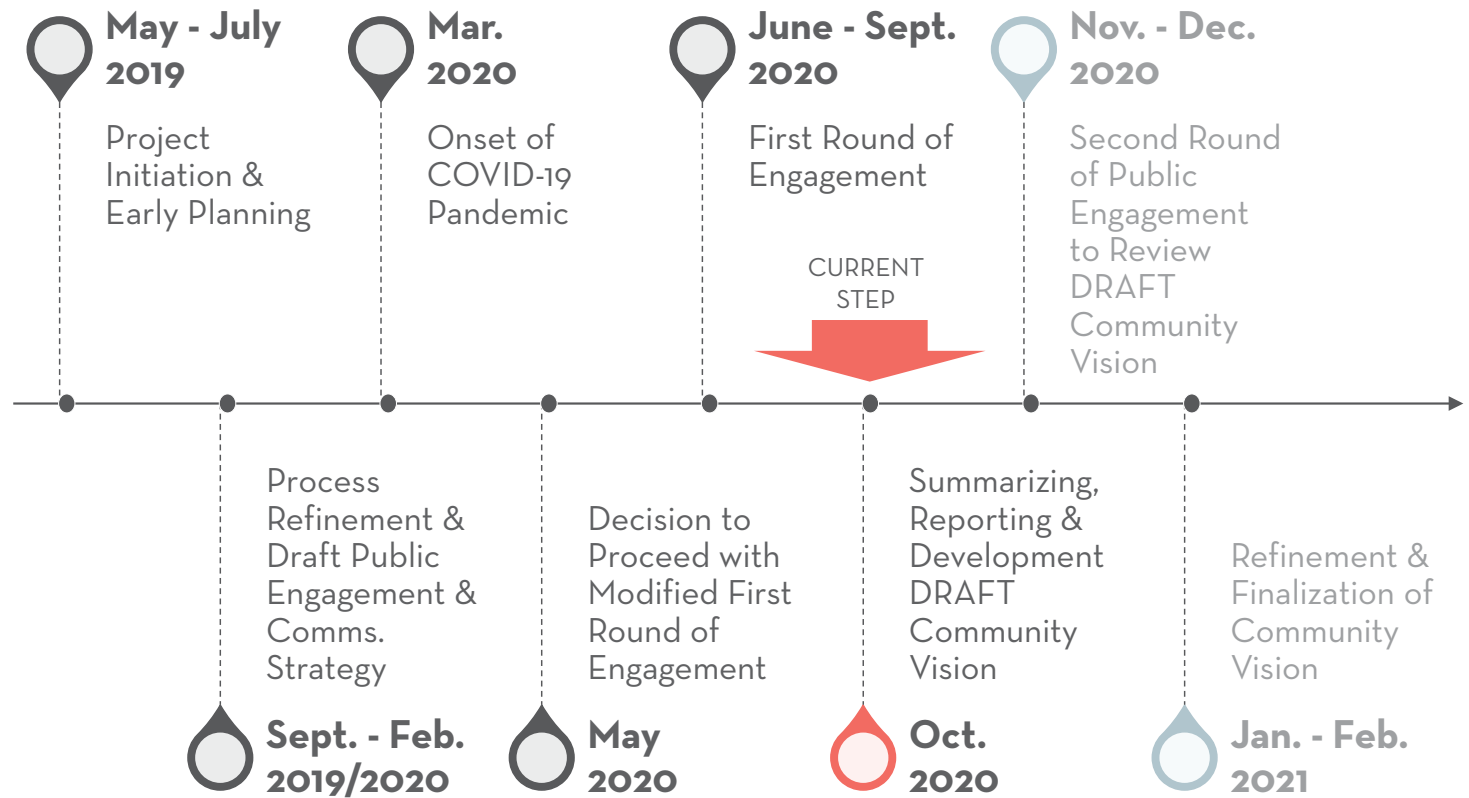 May - July
2019
Project
Initiation &
Early Planning
Mar.
2020
Onset of
COVID-19
Pandemic
June - Sept.
2020
First Round of
Engagement
Nov. - Dec.
2020
Second Round
of Public
Engagement
to Review
DRAFT
Community
Vision
CURRENT
STEP
Process
Refinement &
Draft Public
Engagement &
Comms.
Strategy
Sept. - Feb.
2019/2020
Decision to
Proceed with
Modified First
Round of
Engagement
May
2020
Summarizing,
Reporting &
Development
DRAFT
Community
Vision
Oct.
2020
Refinement &
Finalization of
Community
Vision
Jan. - Feb.
2021